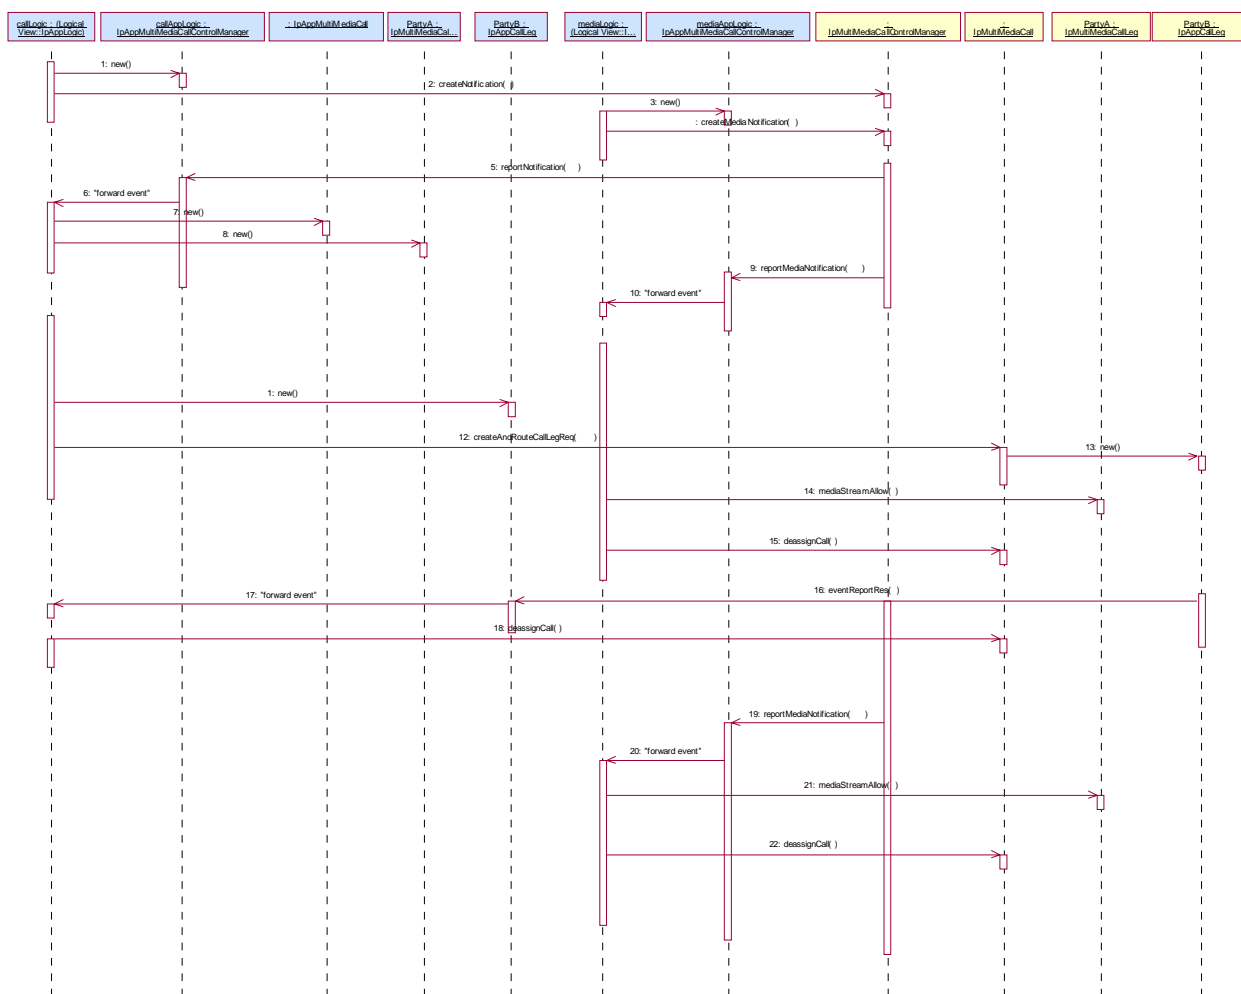 callLogic : (Logical
View::IpAppLogic)
callAppLogic :
IpAppMultiMediaCallControlManager
: IpAppMultiMediaCall
PartyA :
IpMultiMediaCal...
PartyB :
IpAppCallLeg
mediaLogic :
(Logical View::I...
mediaAppLogic :
IpAppMultiMediaCallControlManager
:
IpMultiMediaCallControlManager
:
IpMultiMediaCall
PartyA :
IpMultiMediaCallLeg
PartyB :
IpAppCallLeg
1: new()
2: createNotification( )
3: new()
: createMediaNotification( )
5: reportNotification( )
6: "forward event"
7: new()
8: new()
9: reportMediaNotification( )
10: "forward event"
1: new()
12: createAndRouteCallLegReq( )
13: new()
14: mediaStreamAllow( )
15: deassignCall( )
16: eventReportRes( )
17: "forward event"
18: deassignCall( )
19: reportMediaNotification( )
20: "forward event"
21: mediaStreamAllow( )
22: deassignCall( )